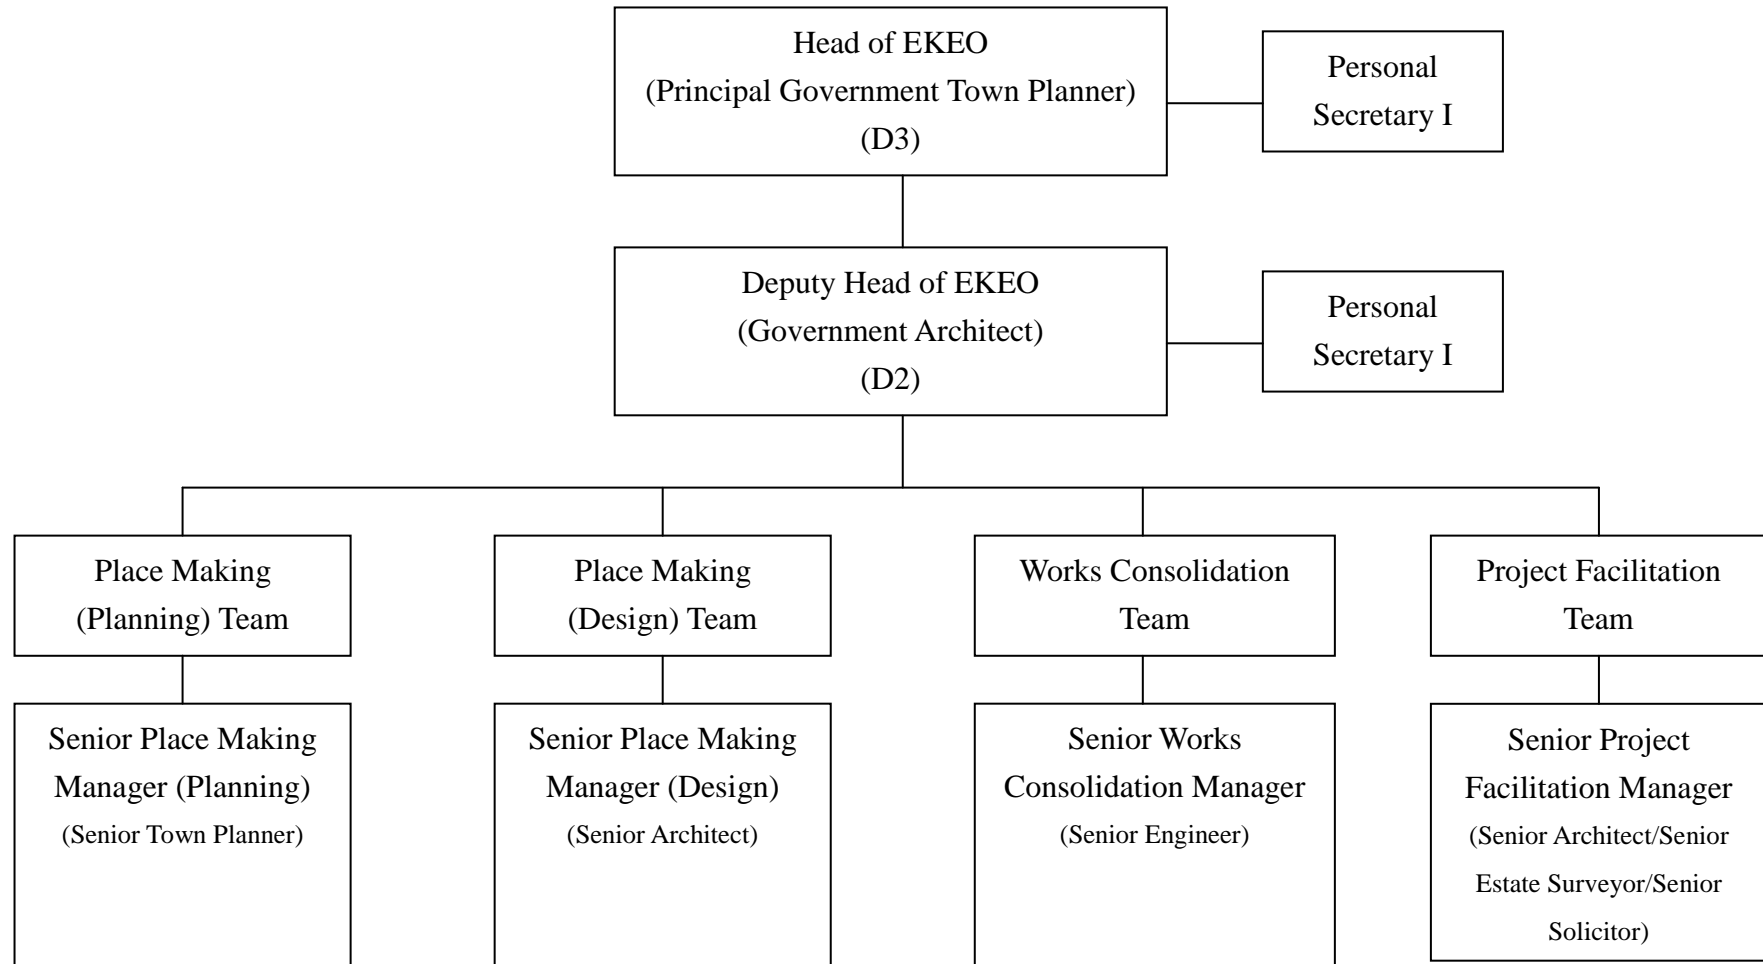 Head of EKEO
(Principal Government Town Planner)
(D3)
Personal
Secretary I
Deputy Head of EKEO
(Government Architect)
(D2)
Personal
Secretary I
Place Making
(Planning) Team
Place Making
(Design) Team
Works Consolidation
Team
Project Facilitation
Team
Senior Place Making
Manager (Planning)
(Senior Town Planner)
Senior Place Making
Manager (Design)
(Senior Architect)
Senior Works
Consolidation Manager
(Senior Engineer)
Senior Project
Facilitation Manager
(Senior Architect/Senior
Estate Surveyor/Senior
Solicitor)